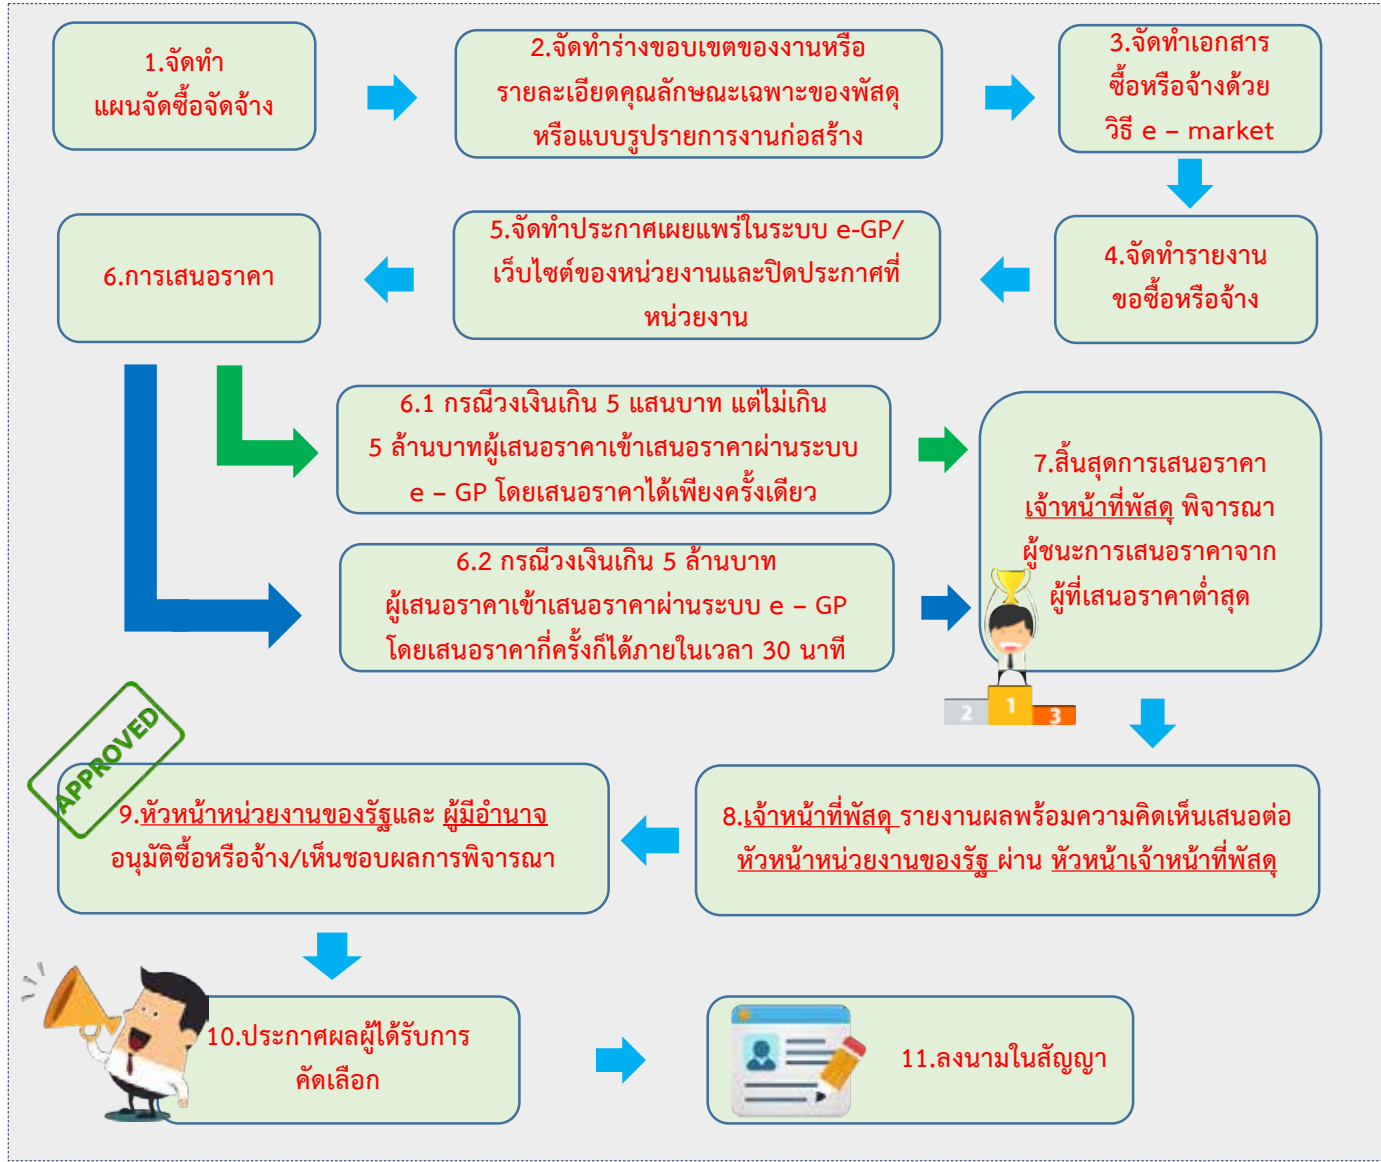 1.จัดทำ
แผนจัดซื้อจัดจ้าง
2.จัดทำร่างขอบเขตของงานหรือ
รายละเอียดคุณลักษณะเฉพาะของพัสดุ
หรือแบบรูปรายการงานก่อสร้าง
3.จัดทำเอกสาร
ซื้อหรือจ้างด้วย
วิธี e – market
4.จัดทำรายงาน
ขอซื้อหรือจ้าง
5.จัดทำประกาศเผยแพร่ในระบบ e-GP/
เว็บไซต์ของหน่วยงานและปิดประกาศที่
หน่วยงาน
6.การเสนอราคา
6.1 กรณีวงเงินเกิน 5 แสนบาท แต่ไม่เกิน
5 ล้านบาทผู้เสนอราคาเข้าเสนอราคาผ่านระบบ
e – GP โดยเสนอราคาได้เพียงครั้งเดียว
6.2 กรณีวงเงินเกิน 5 ล้านบาท
ผู้เสนอราคาเข้าเสนอราคาผ่านระบบ e – GP
โดยเสนอราคากี่ครั้งก็ได้ภายในเวลา 30 นาที
7.สิ้นสุดการเสนอราคา
เจ้าหน้าที่พัสดุ พิจารณา
ผู้ชนะการเสนอราคาจาก
ผู้ที่เสนอราคาต่ำสุด
2 1 3
8.เจ้าหน้าที่พัสดุ รายงานผลพร้อมความคิดเห็นเสนอต่อ
หัวหน้าหน่วยงานของรัฐ ผ่าน หัวหน้าเจ้าหน้าที่พัสดุ
APPROVED
9.หัวหน้าหน่วยงานของรัฐและ ผู้มีอำนาจ
อนุมัติซื้อหรือจ้าง/เห็นชอบผลการพิจารณา
10.ประกาศผลผู้ได้รับการ
คัดเลือก
11.ลงนามในสัญญา